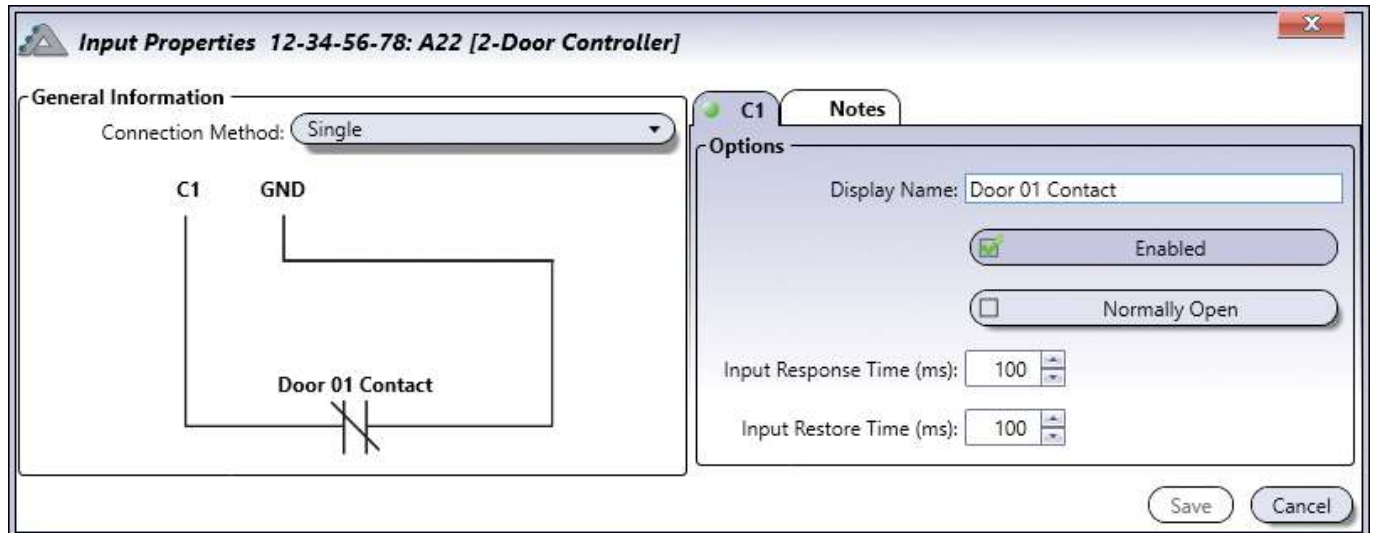 Input Properties 12-34-56-78: A22 [2-Door Controller]
X
General Information
Connection Method: Single
C1 GND
Door 01 Contact
C1 Notes
Options
Display Name: Door 01 Contact
Enabled
Normally Open
Input Response Time (ms): 100
Input Restore Time (ms): 100
Save Cancel